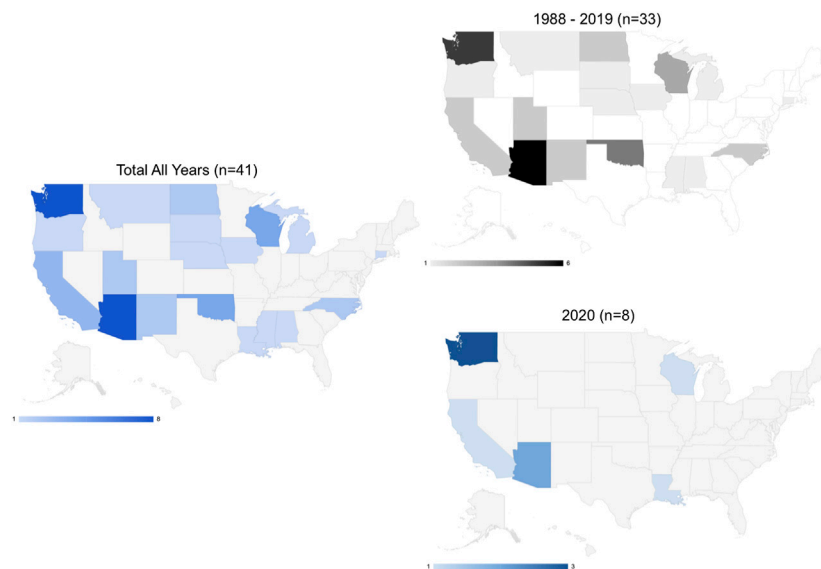 1988 - 2019 (n=33)
1 6
Total All Years (n=41)
1 8
2020 (n=8)
1 3